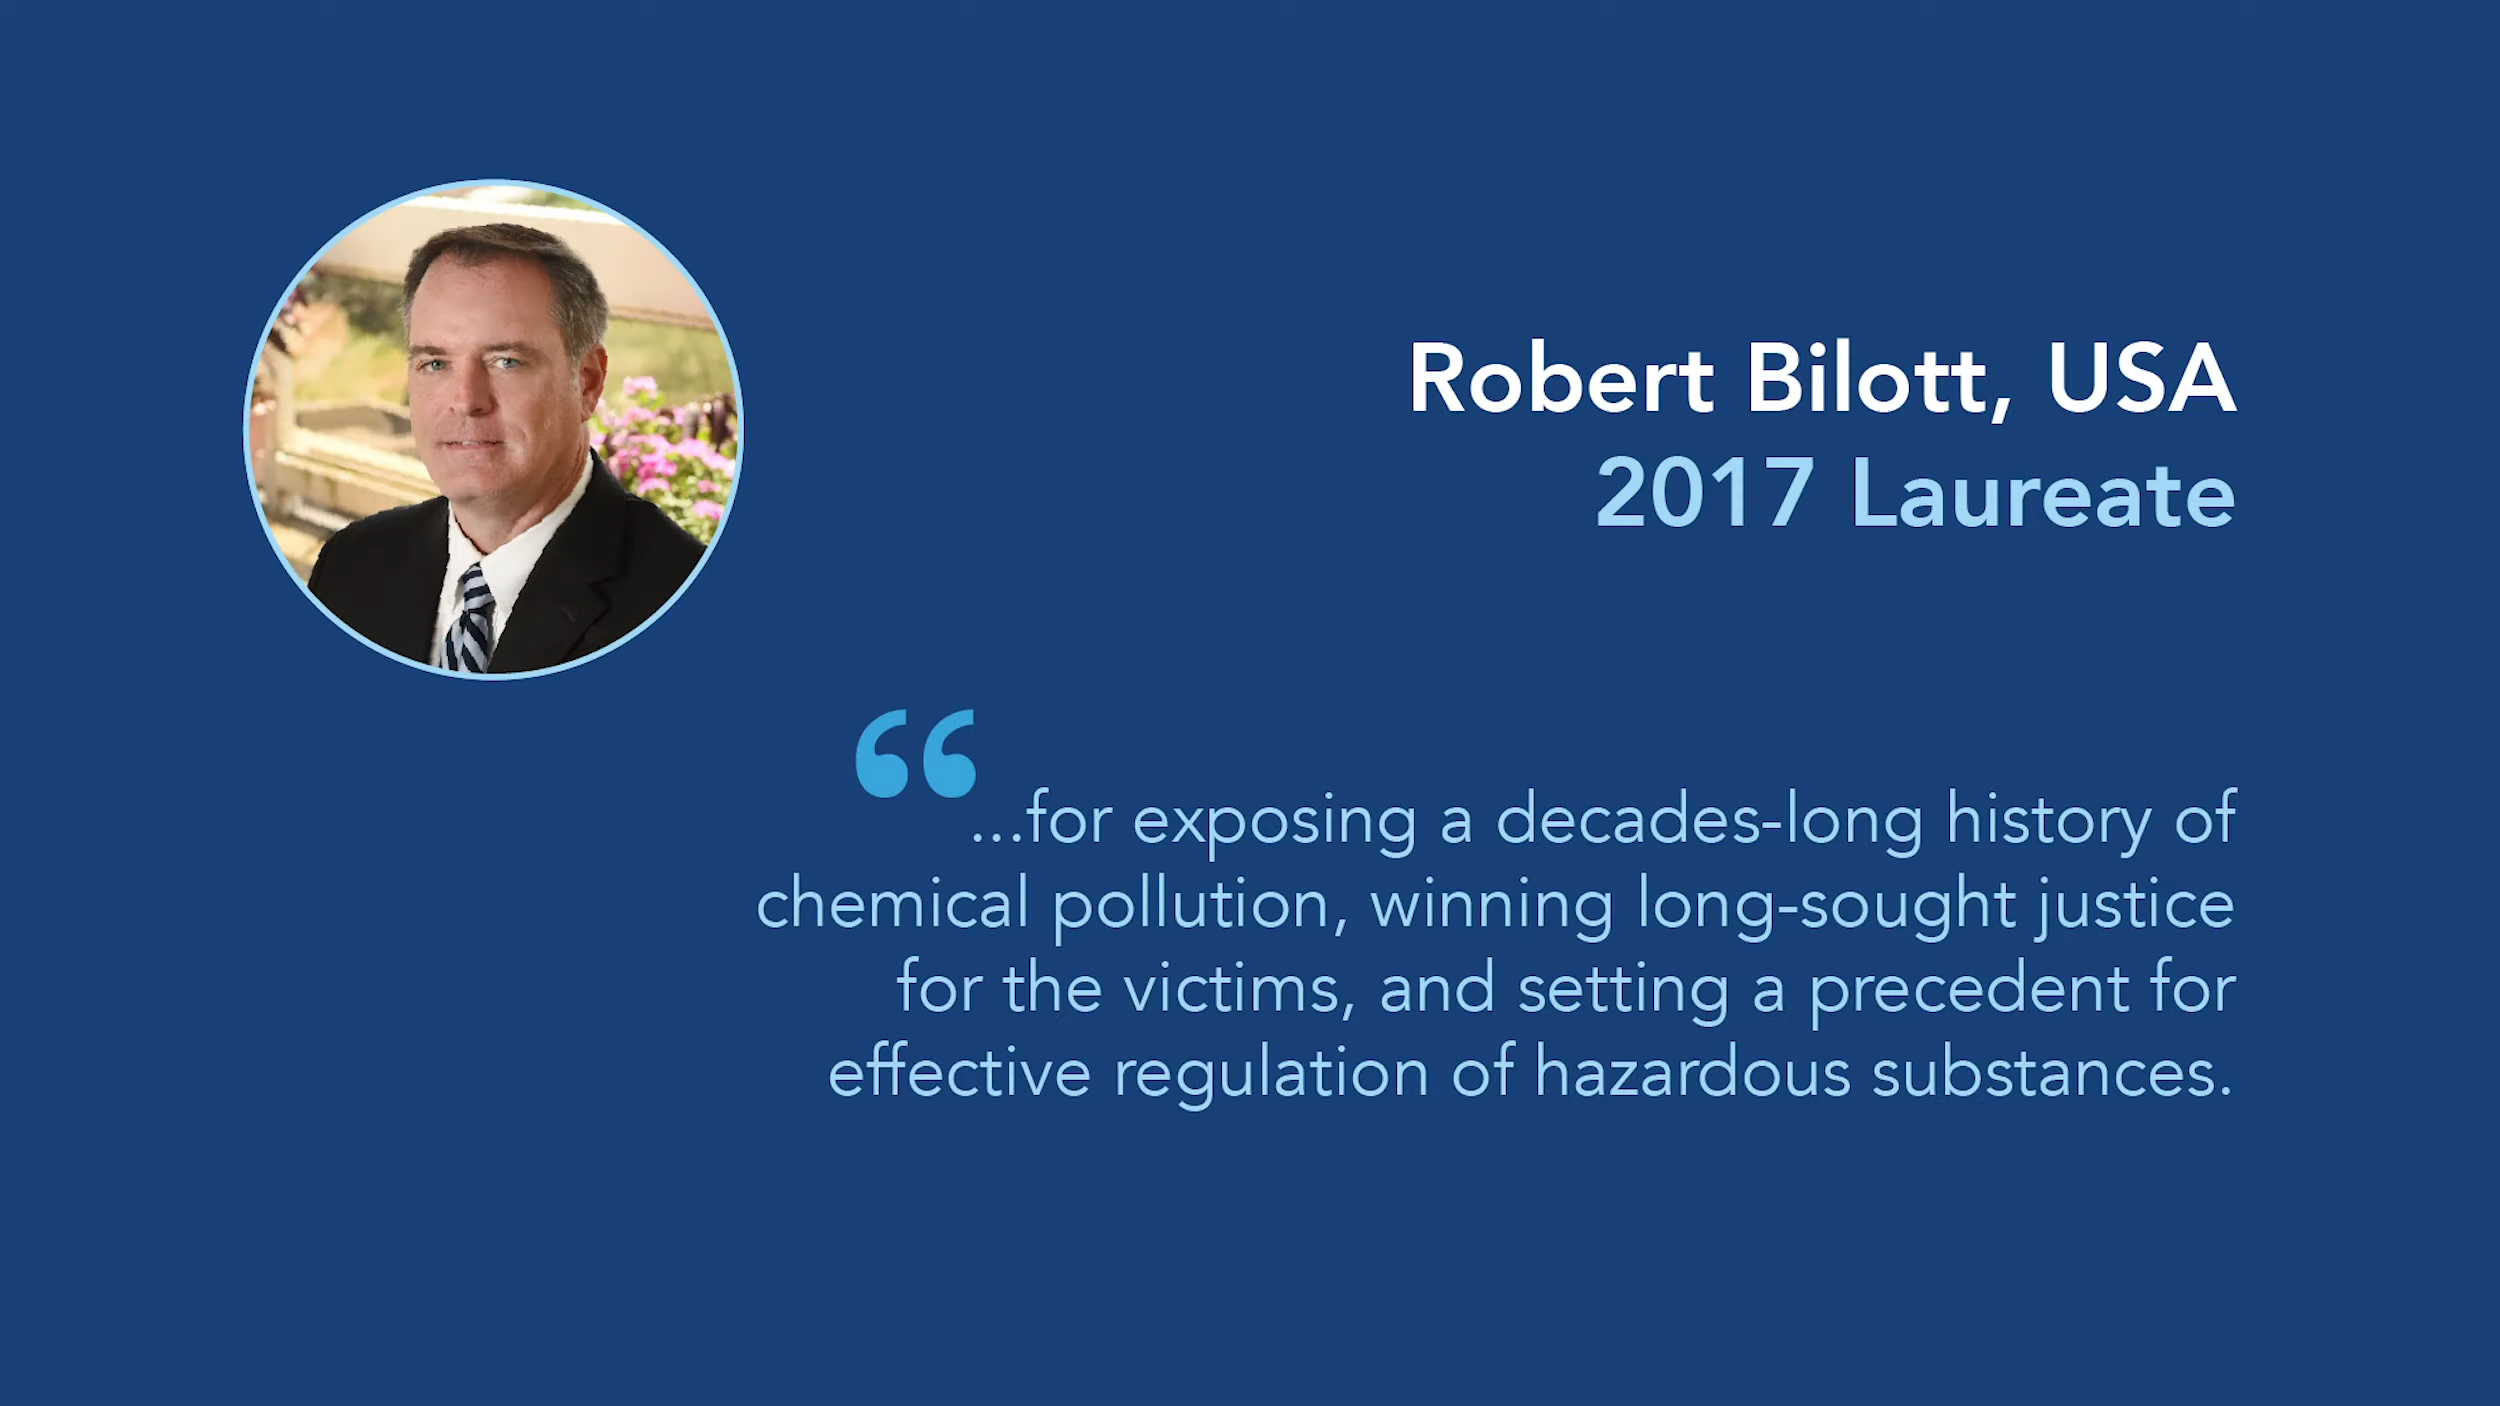 Robert Bilott, USA
2017 Laureate
“
...for exposing a decades-long history of
chemical pollution, winning long-sought justice
for the victims, and setting a precedent for
effective regulation of hazardous substances.